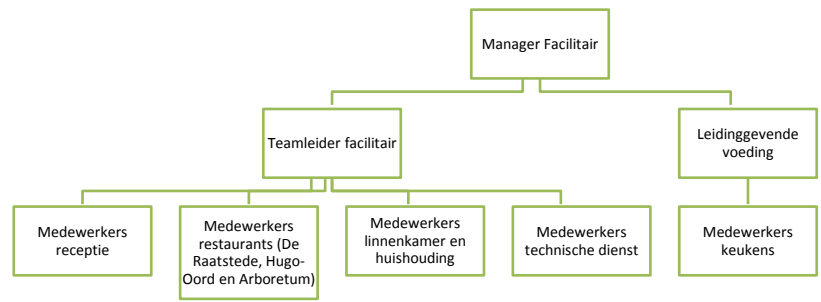 Manager Facilitair
Teamleider facilitair
Leidinggevende
voeding
Medewerkers
receptie
Medewerkers
restaurants (De
Raatstede, Hugo-
Oord en Arboretum)
Medewerkers
linnenkamer en
huishouding
Medewerkers
technische dienst
Medewerkers
keukens